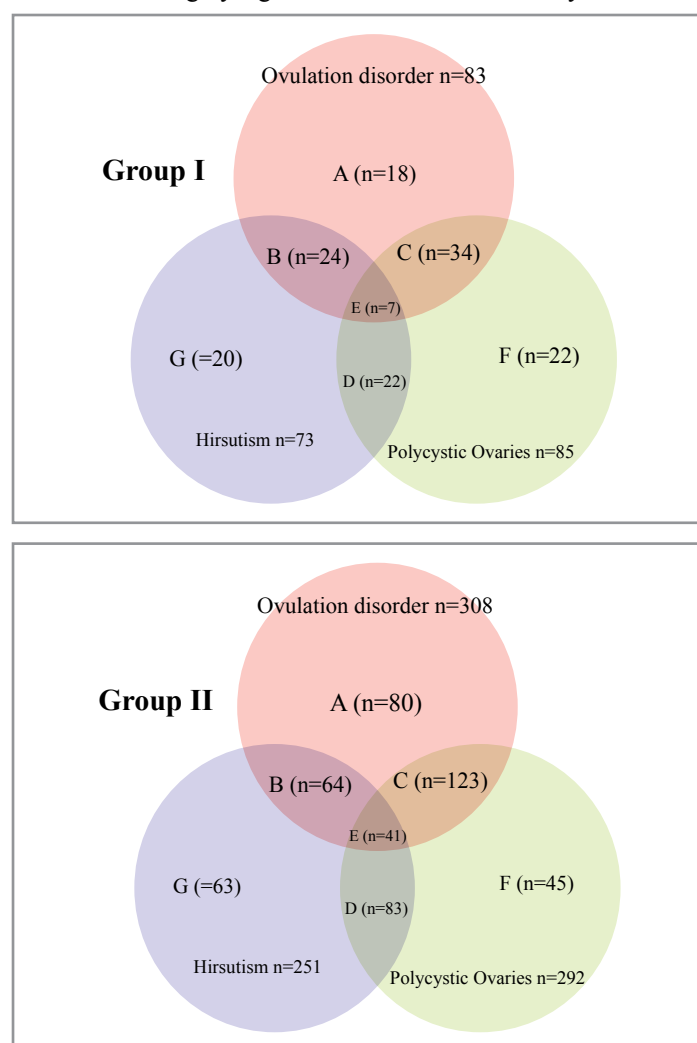 Ovulation disorder n=83
Group I
A (n=18)
B (n=24)
C (n=34)
E (n=7)
G (=20)
D (n=22)
F (n=22)
Hirsutism n=73
Polycystic Ovaries n=85
Ovulation disorder n=308
Group II
A (n=80)
B (n=64)
C (n=123)
E (n=41)
G (=63)
D (n=83)
F (n=45)
Hirsutism n=251
Polycystic Ovaries n=292